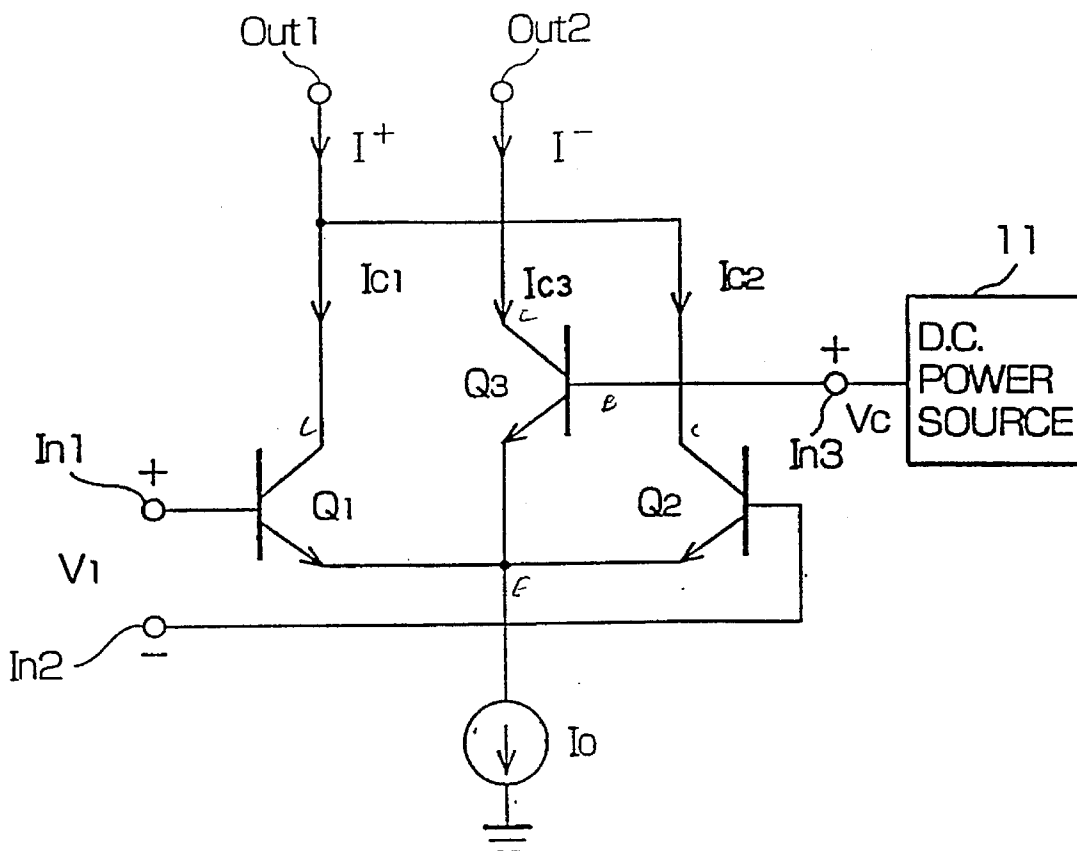 Out1
Out2
I+
I−
11
Ic1
Ic3
Ic2
C
D.C.
POWER
SOURCE
+
Q3
B
Vc
In3
C
C
In1
+
Q1
Q2
V1
E
In2
−
Io